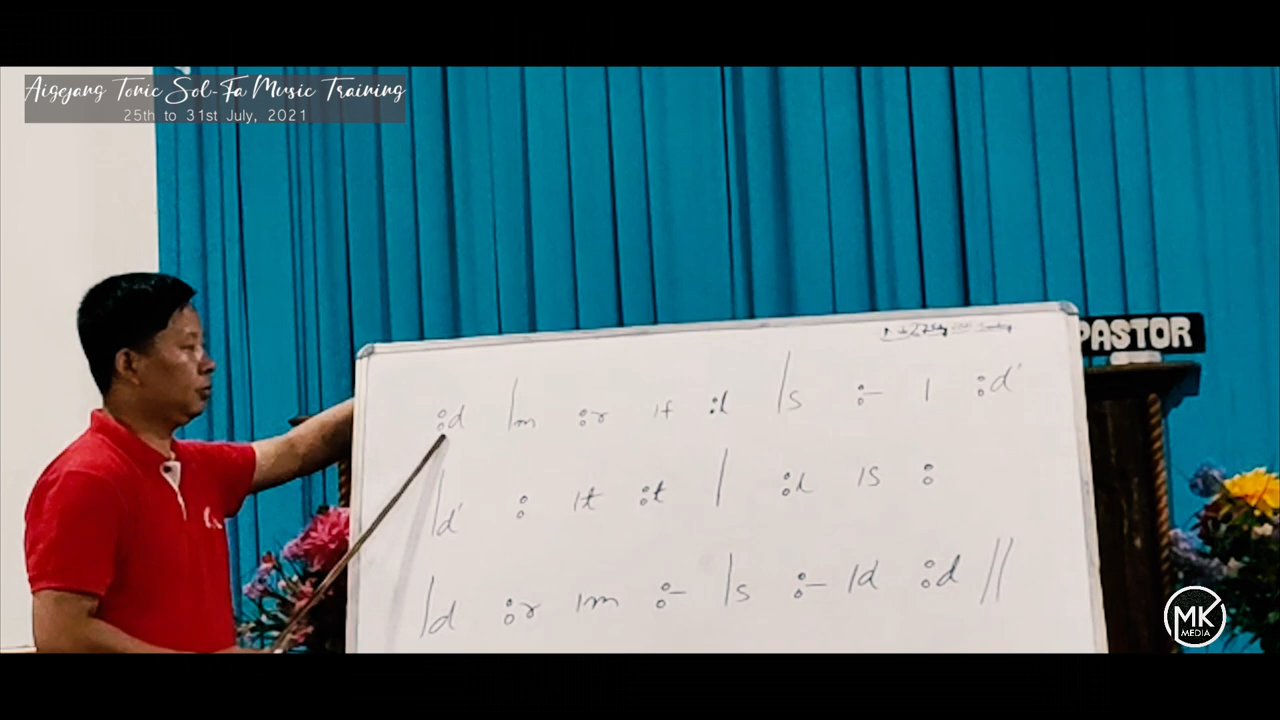 Aigejang Tonic Sol-Fa Music Training
25th to 31st July, 2021
PASTOR
:d |m :r |f :l |s :– | :d'
|d' : |t :t | :l |s :
|d :r |m :– |s :– |d :d ||
MK
MEDIA